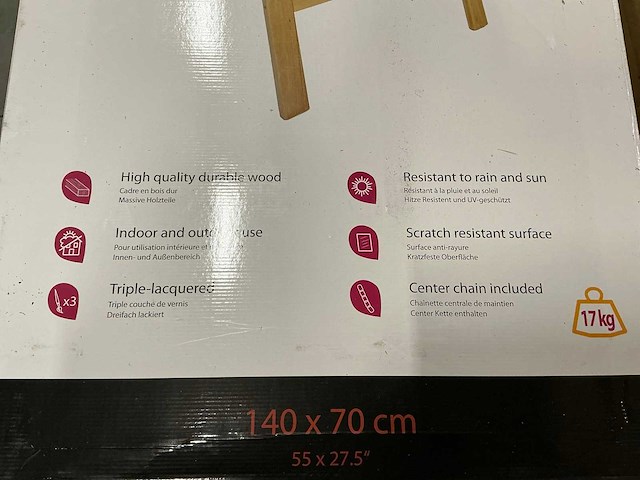 High quality durable wood
Cadre en bois dur
Massive Holzteile
Indoor and outdoor use
Pour utilisation intérieure et
Innen- und Außenbereich
x3
Triple-lacquered
Triple couche de vernis
Dreifach lackiert
Resistant to rain and sun
Résistant à la pluie et au soleil
Hitze Resistent und UV-geschützt
Scratch resistant surface
Surface anti-rayure
Kratzfeste Oberfläche
Center chain included
Chaînette centrale de maintien
Center Kette enthalten
17 kg
140 x 70 cm
55 x 27.5"